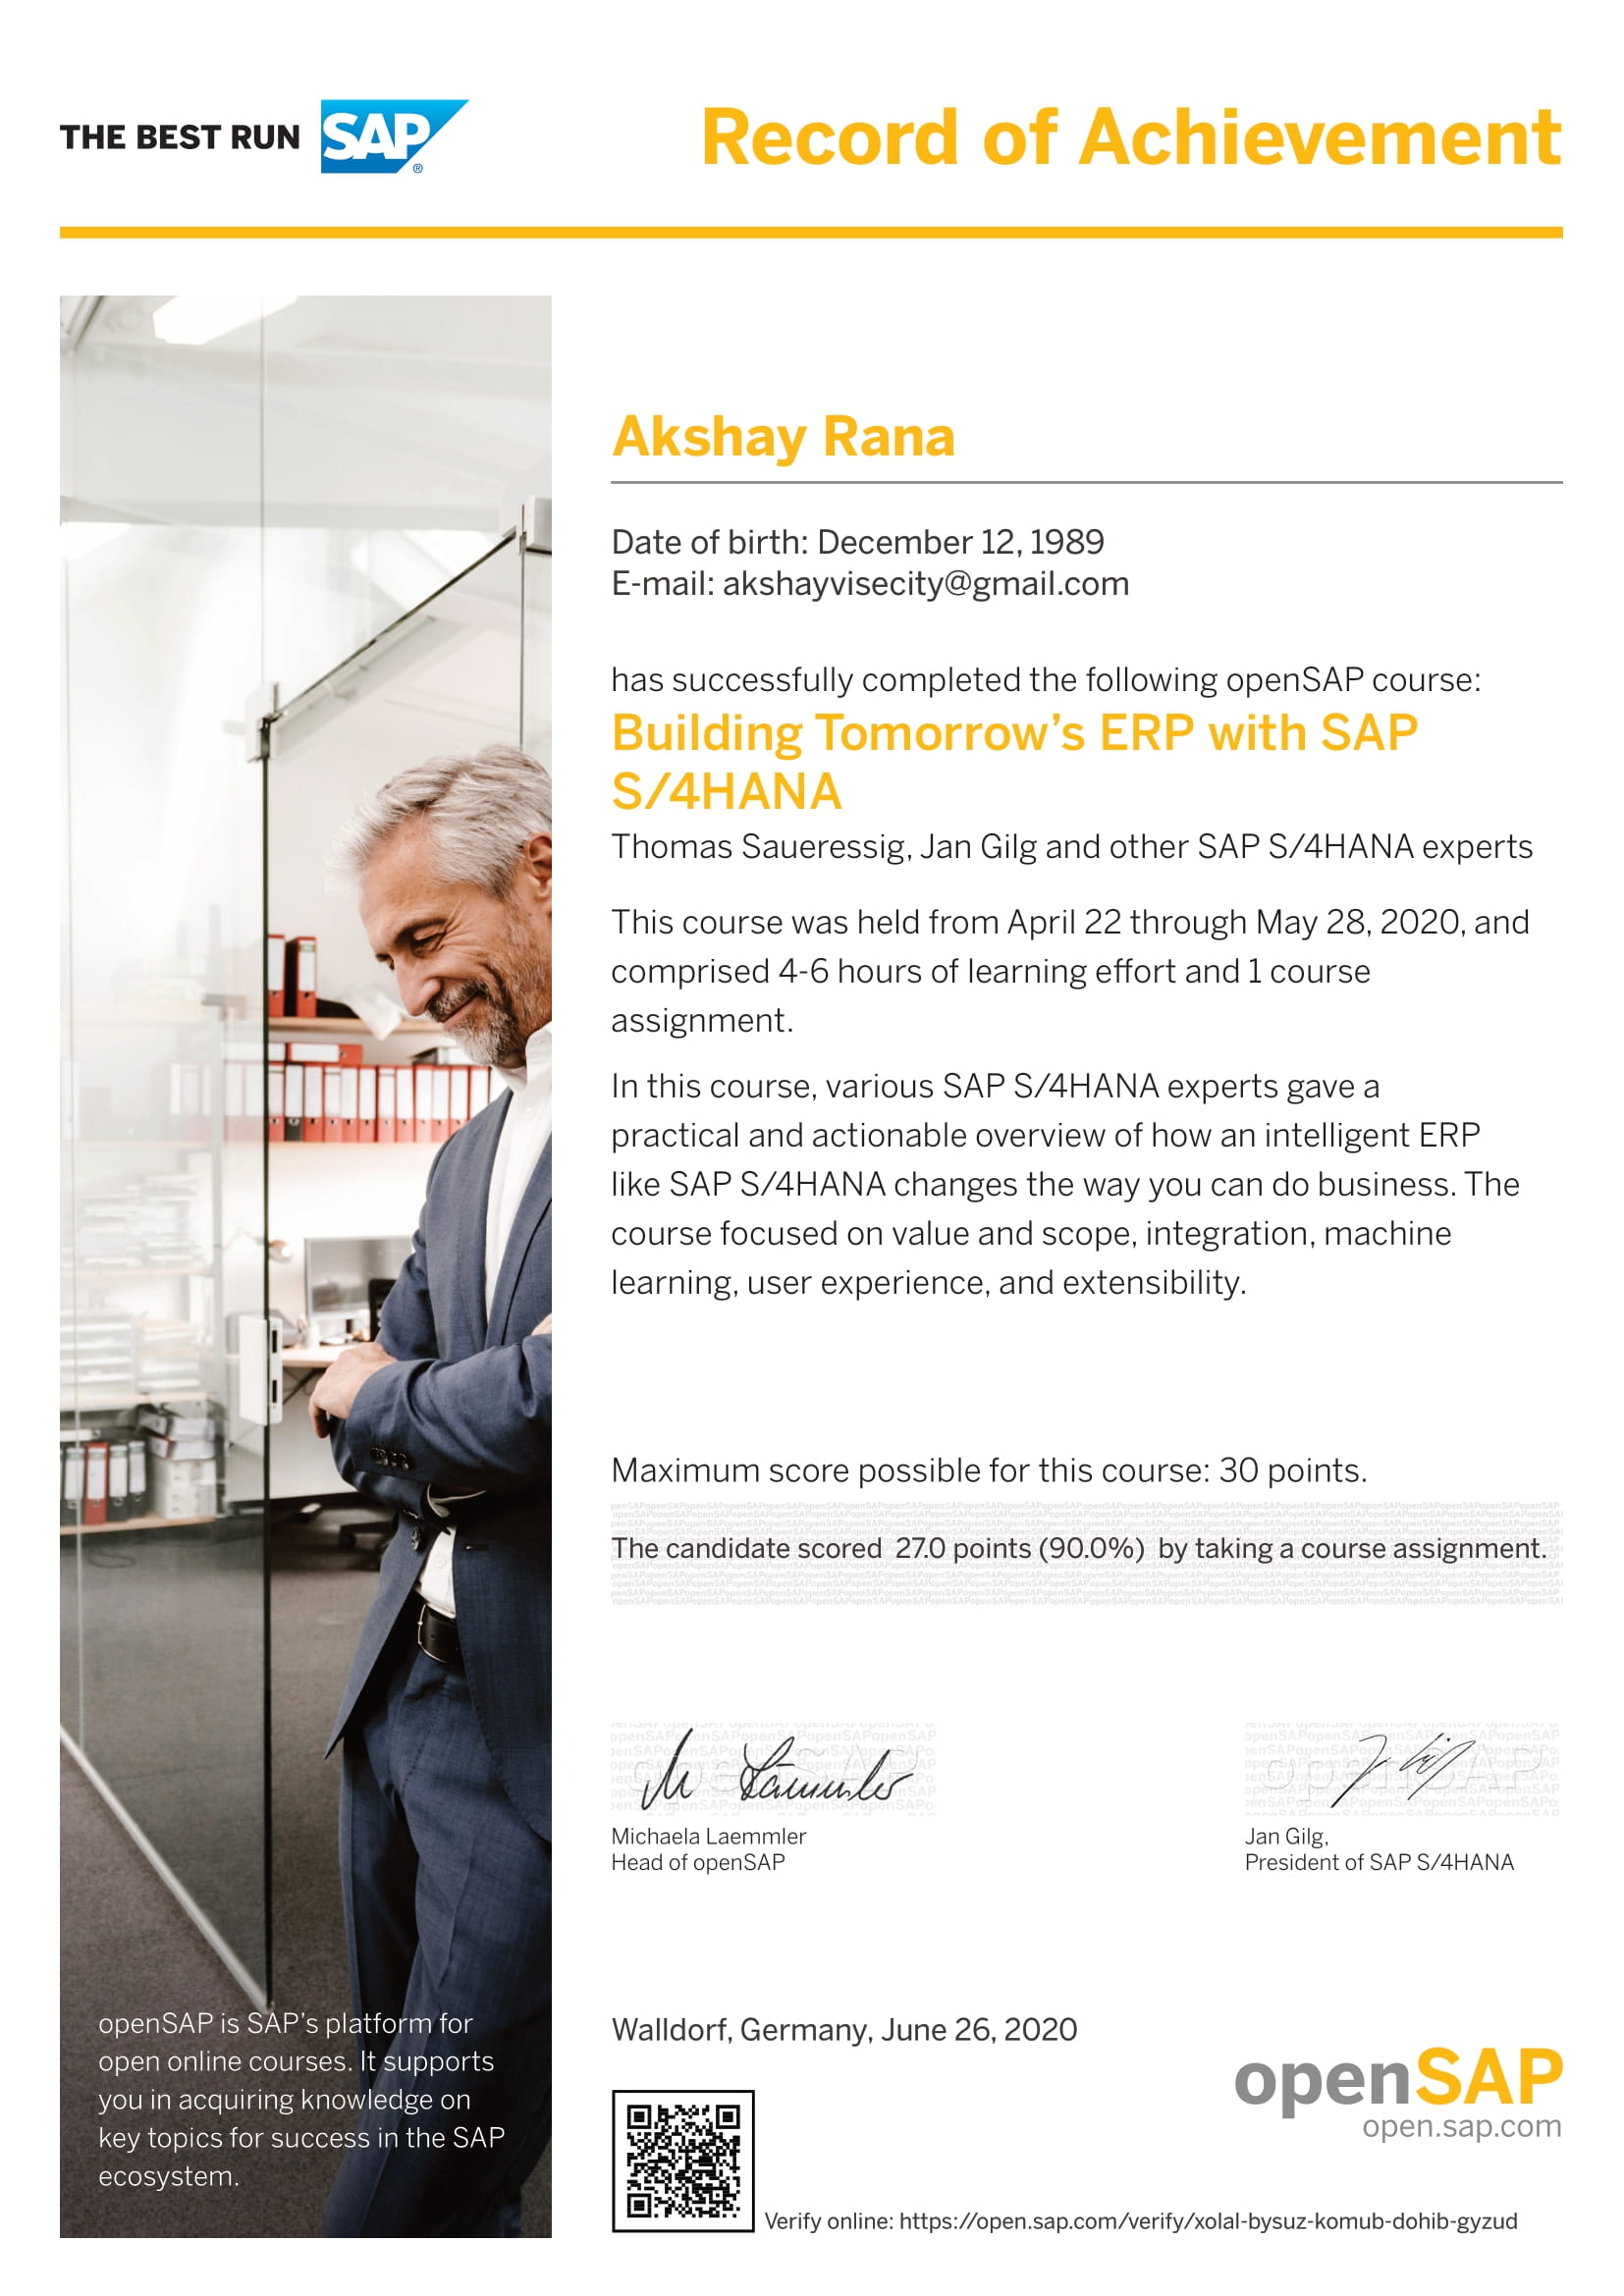 THE BEST RUN SAP®
Record of Achievement
Akshay Rana
Date of birth: December 12, 1989
E-mail: akshayvisecity@gmail.com
has successfully completed the following openSAP course:
Building Tomorrow’s ERP with SAP
S/4HANA
Thomas Saueressig, Jan Gilg and other SAP S/4HANA experts
This course was held from April 22 through May 28, 2020, and
comprised 4-6 hours of learning effort and 1 course
assignment.
In this course, various SAP S/4HANA experts gave a
practical and actionable overview of how an intelligent ERP
like SAP S/4HANA changes the way you can do business. The
course focused on value and scope, integration, machine
learning, user experience, and extensibility.
Maximum score possible for this course: 30 points.
The candidate scored 27.0 points (90.0%) by taking a course assignment.
Michaela Laemmler
Head of openSAP
Jan Gilg,
President of SAP S/4HANA
openSAP is SAP’s platform for
open online courses. It supports
you in acquiring knowledge on
key topics for success in the SAP
ecosystem.
Walldorf, Germany, June 26, 2020
openSAP
open.sap.com
Verify online: https://open.sap.com/verify/xolal-bysuz-komub-dohib-gyzud